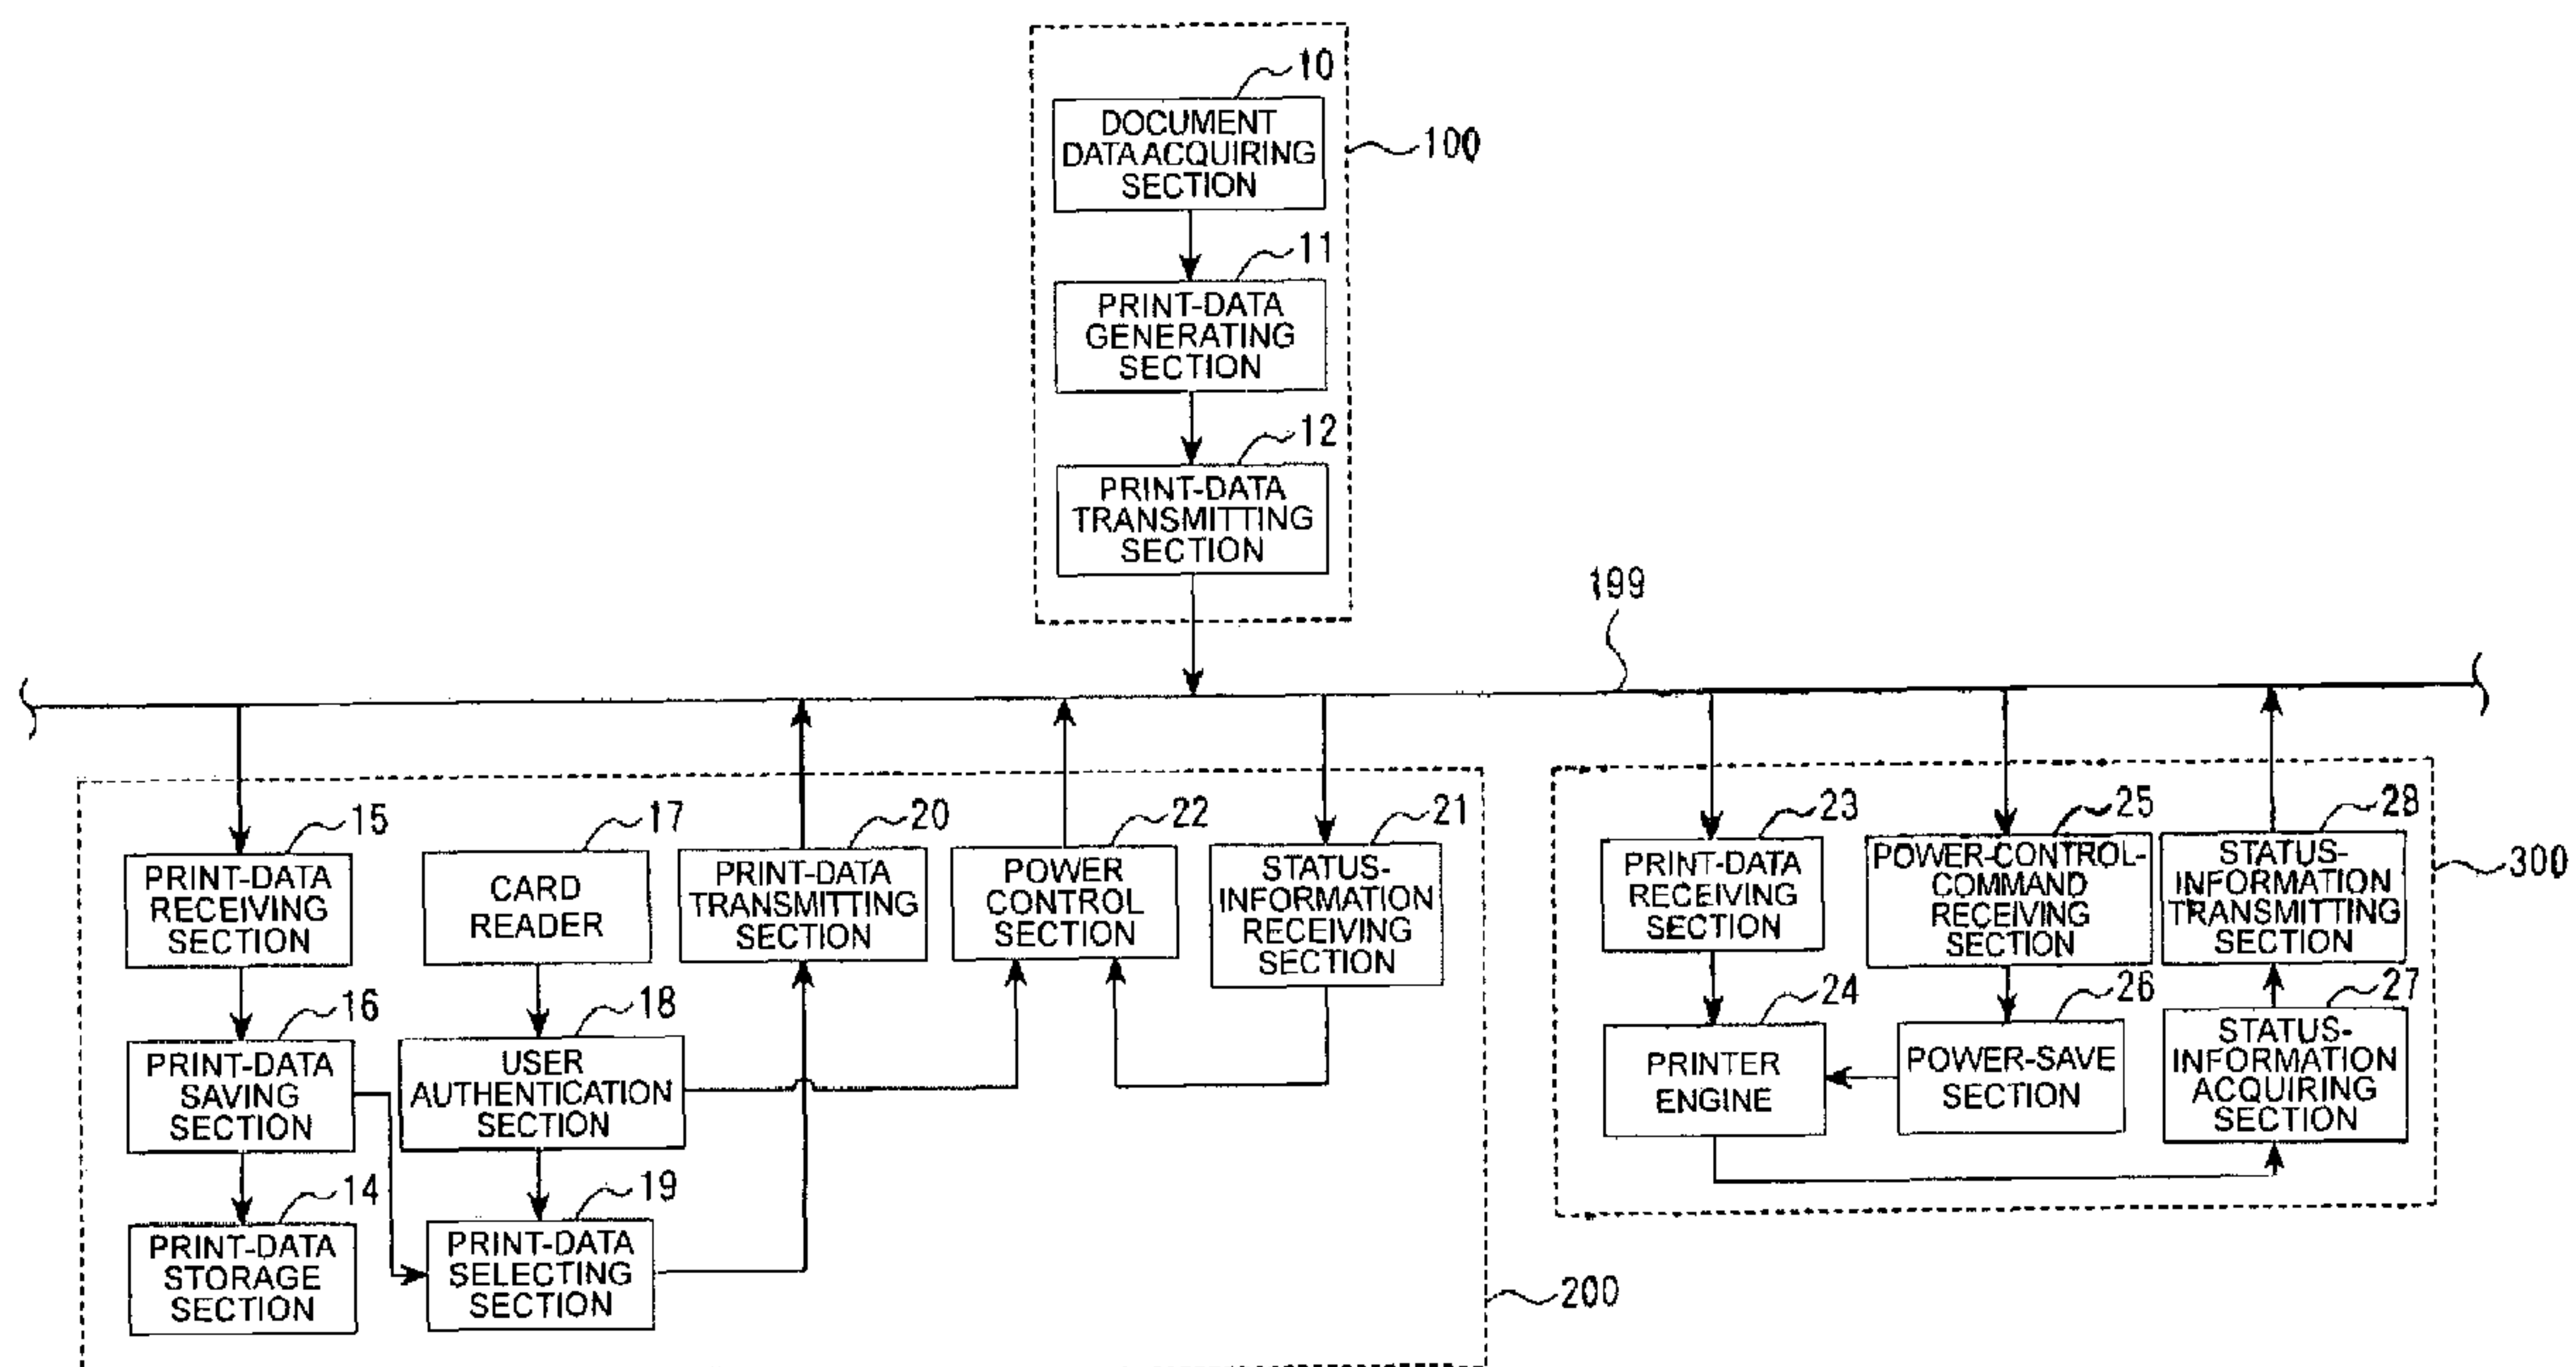 10
DOCUMENT
DATA ACQUIRING
SECTION
100
11
PRINT-DATA
GENERATING
SECTION
12
PRINT-DATA
TRANSMITTING
SECTION
199
15
PRINT-DATA
RECEIVING
SECTION
17
CARD
READER
20
PRINT-DATA
TRANSMITTING
SECTION
22
POWER
CONTROL
SECTION
21
STATUS-
INFORMATION
RECEIVING
SECTION
16
PRINT-DATA
SAVING
SECTION
18
USER
AUTHENTICATION
SECTION
14
PRINT-DATA
STORAGE
SECTION
19
PRINT-DATA
SELECTING
SECTION
200
23
PRINT-DATA
RECEIVING
SECTION
25
POWER-CONTROL-
COMMAND
RECEIVING
SECTION
28
STATUS-
INFORMATION
TRANSMITTING
SECTION
300
24
PRINTER
ENGINE
26
POWER-SAVE
SECTION
27
STATUS-
INFORMATION
ACQUIRING
SECTION